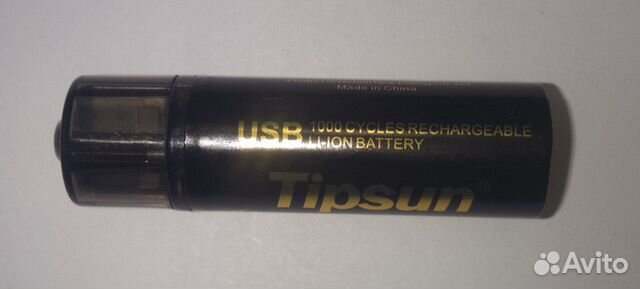 Made in China
USB 1000 CYCLES RECHARGEABLE
LI-ION BATTERY
Tipsun®
Avito